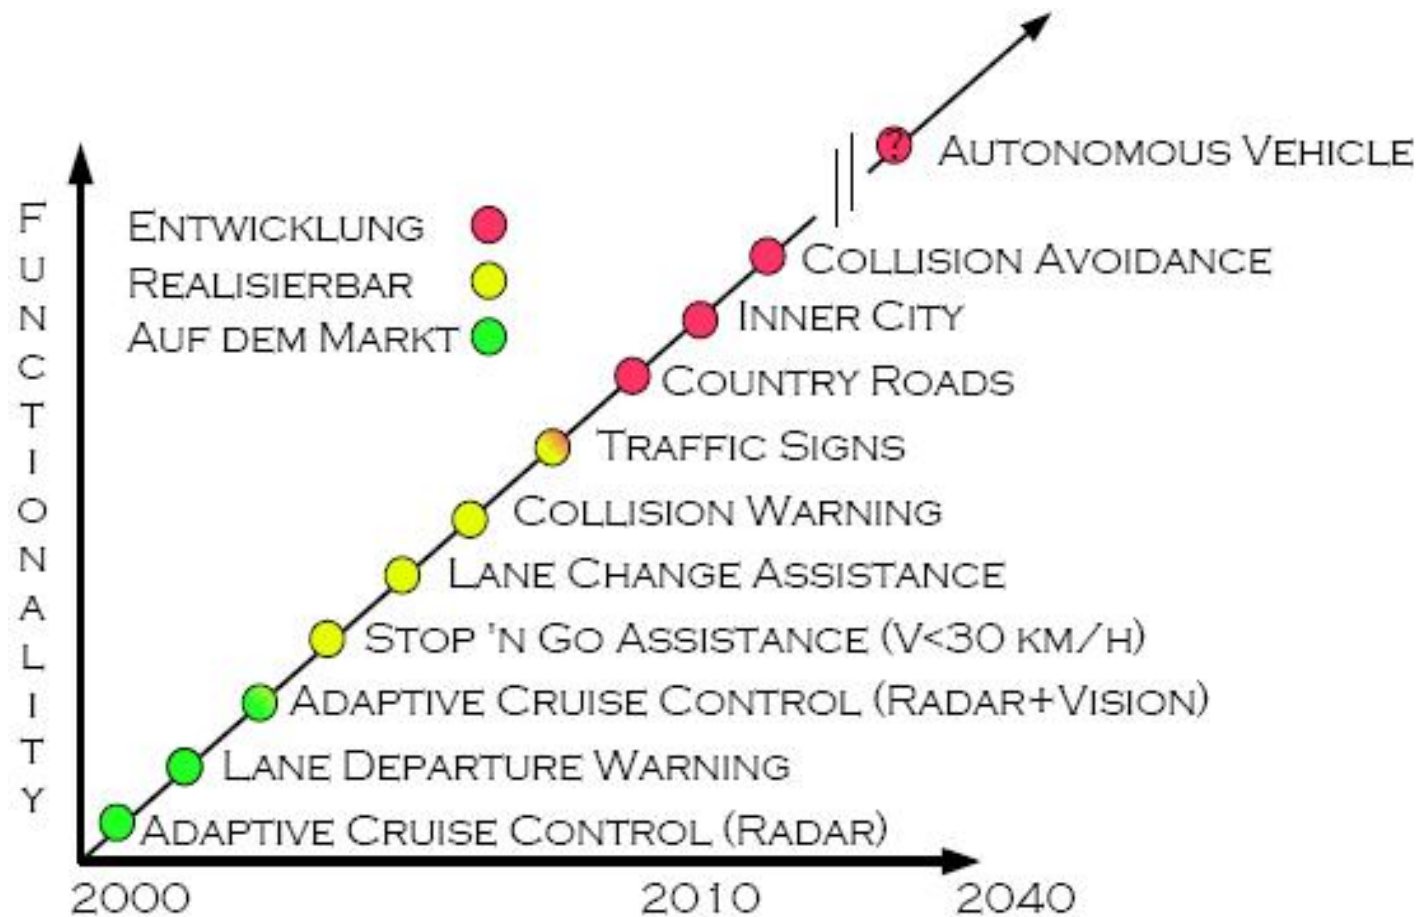 FUNCTIONALITY
? AUTONOMOUS VEHICLE
ENTWICKLUNG
REALISIERBAR
AUF DEM MARKT
COLLISION AVOIDANCE
INNER CITY
COUNTRY ROADS
TRAFFIC SIGNS
COLLISION WARNING
LANE CHANGE ASSISTANCE
STOP 'N GO ASSISTANCE (V<30 KM/H)
ADAPTIVE CRUISE CONTROL (RADAR+VISION)
LANE DEPARTURE WARNING
ADAPTIVE CRUISE CONTROL (RADAR)
2000 2010 2040